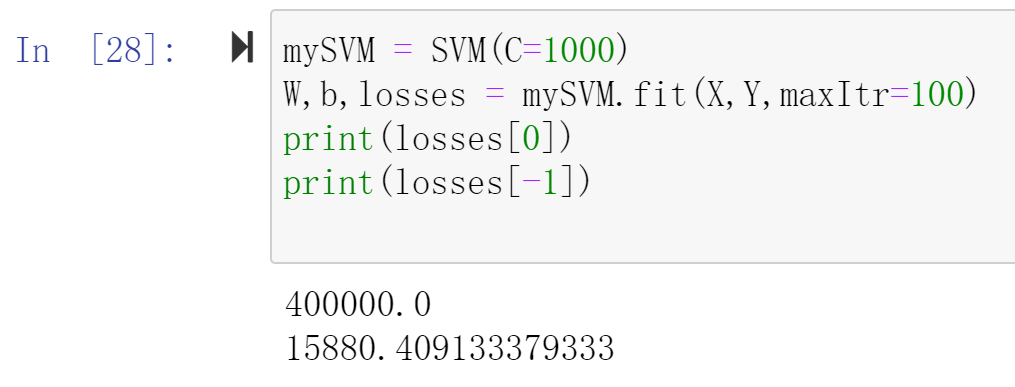 In [28]:
mySVM = SVM(C=1000)
W,b,losses = mySVM.fit(X,Y,maxItr=100)
print(losses[0])
print(losses[-1])
400000.0
15880.409133379333